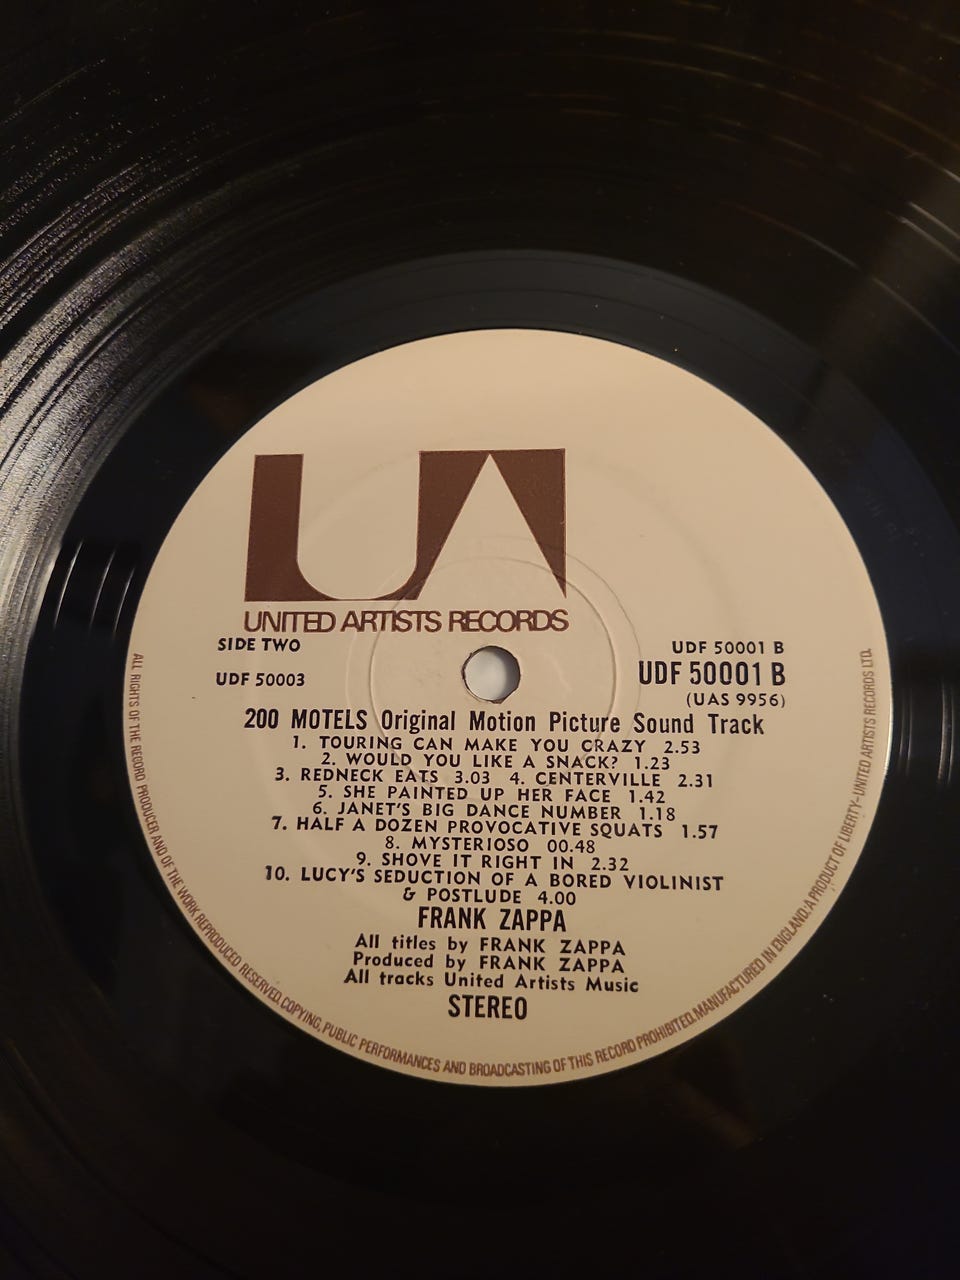 UA
UNITED ARTISTS RECORDS
SIDE TWO
UDF 50001 B
UDF 50003
UDF 50001 B
(UAS 9956)
200 MOTELS Original Motion Picture Sound Track
1. TOURING CAN MAKE YOU CRAZY 2.53
2. WOULD YOU LIKE A SNACK? 1.23
3. REDNECK EATS 3.03 4. CENTERVILLE 2.31
5. SHE PAINTED UP HER FACE 1.42
6. JANET'S BIG DANCE NUMBER 1.18
7. HALF A DOZEN PROVOCATIVE SQUATS 1.57
8. MYSTERIOSO 00.48
9. SHOVE IT RIGHT IN 2.32
10. LUCY'S SEDUCTION OF A BORED VIOLINIST
& POSTLUDE 4.00
FRANK ZAPPA
All titles by FRANK ZAPPA
Produced by FRANK ZAPPA
All tracks United Artists Music
STEREO
ALL RIGHTS OF THE RECORD PRODUCER AND OF THE WORK REPRODUCED RESERVED. COPYING, PUBLIC PERFORMANCES AND BROADCASTING OF THIS RECORD PROHIBITED. MANUFACTURED IN ENGLAND: A PRODUCT OF LIBERTY-UNITED ARTISTS RECORDS LTD.